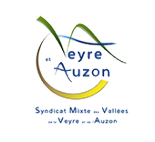 Veyre
et Auzon
Syndicat Mixte des Vallées
de la Veyre et de l'Auzon